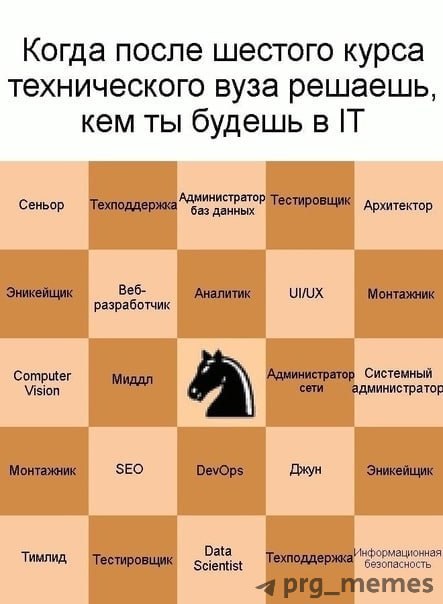 Когда после шестого курса
технического вуза решаешь,
кем ты будешь в IT
Сеньор
Техподдержка
Администратор
баз данных
Тестировщик
Архитектор
Эникейщик
Веб-
разработчик
Аналитик
UI/UX
Монтажник
Computer
Vision
Миддл
Администратор
сети
Системный
администратор
Монтажник
SEO
DevOps
Джун
Эникейщик
Тимлид
Тестировщик
Data
Scientist
Техподдержка
Информационная
безопасность
prg_memes